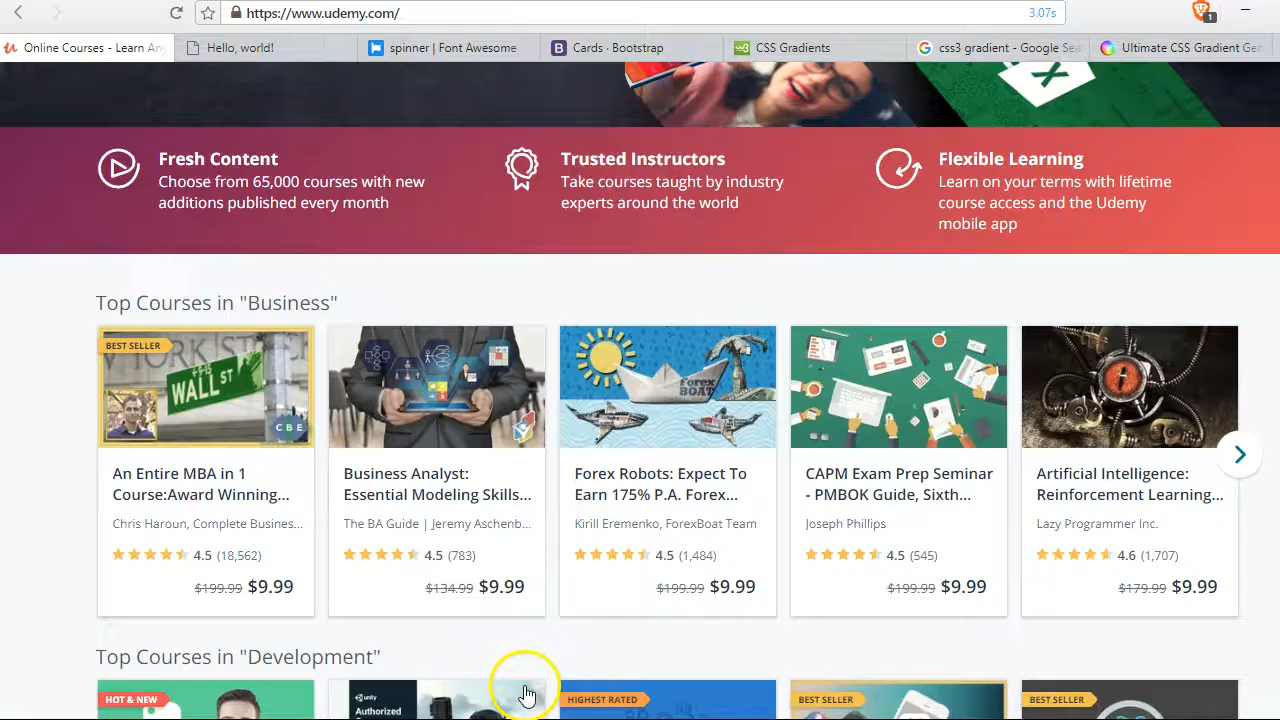 https://www.udemy.com/
3.07s
1
Online Courses - Learn An
Hello, world!
spinner | Font Awesome
Cards · Bootstrap
CSS Gradients
css3 gradient - Google Sea
Ultimate CSS Gradient Gen
Fresh Content
Choose from 65,000 courses with new
additions published every month
Trusted Instructors
Take courses taught by industry
experts around the world
Flexible Learning
Learn on your terms with lifetime
course access and the Udemy
mobile app
Top Courses in "Business"
BEST SELLER
WALL ST
CBE
Forex
BOAT
An Entire MBA in 1
Course:Award Winning...
Chris Haroun, Complete Busines...
4.5 (18,562)
$199.99 $9.99
Business Analyst:
Essential Modeling Skills...
The BA Guide | Jeremy Aschenb...
4.5 (783)
$134.99 $9.99
Forex Robots: Expect To
Earn 175% P.A. Forex...
Kirill Eremenko, ForexBoat Team
4.5 (1,484)
$199.99 $9.99
CAPM Exam Prep Seminar
- PMBOK Guide, Sixth...
Joseph Phillips
4.5 (545)
$199.99 $9.99
Artificial Intelligence:
Reinforcement Learning...
Lazy Programmer Inc.
4.6 (1,707)
$179.99 $9.99
Top Courses in "Development"
HOT & NEW
unity
Authorized
HIGHEST RATED
BEST SELLER
BEST SELLER